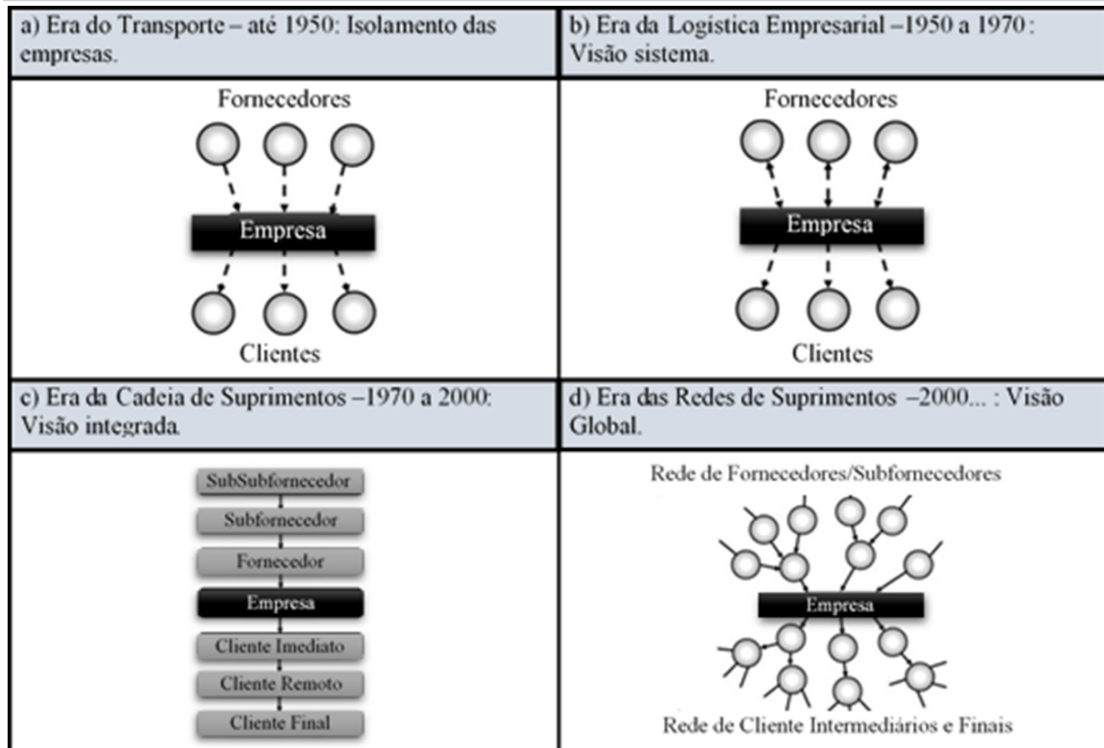 a) Era do Transporte – até 1950: Isolamento das
empresas.
Fornecedores
Empresa
Clientes
b) Era da Logística Empresarial –1950 a 1970 :
Visão sistema.
Fornecedores
Empresa
Clientes
c) Era da Cadeia de Suprimentos –1970 a 2000:
Visão integrada.
SubSubfornecedor
Subfornecedor
Fornecedor
Empresa
Cliente Imediato
Cliente Remoto
Cliente Final
d) Era das Redes de Suprimentos –2000... : Visão
Global.
Rede de Fornecedores/Subfornecedores
Empresa
Rede de Cliente Intermediários e Finais